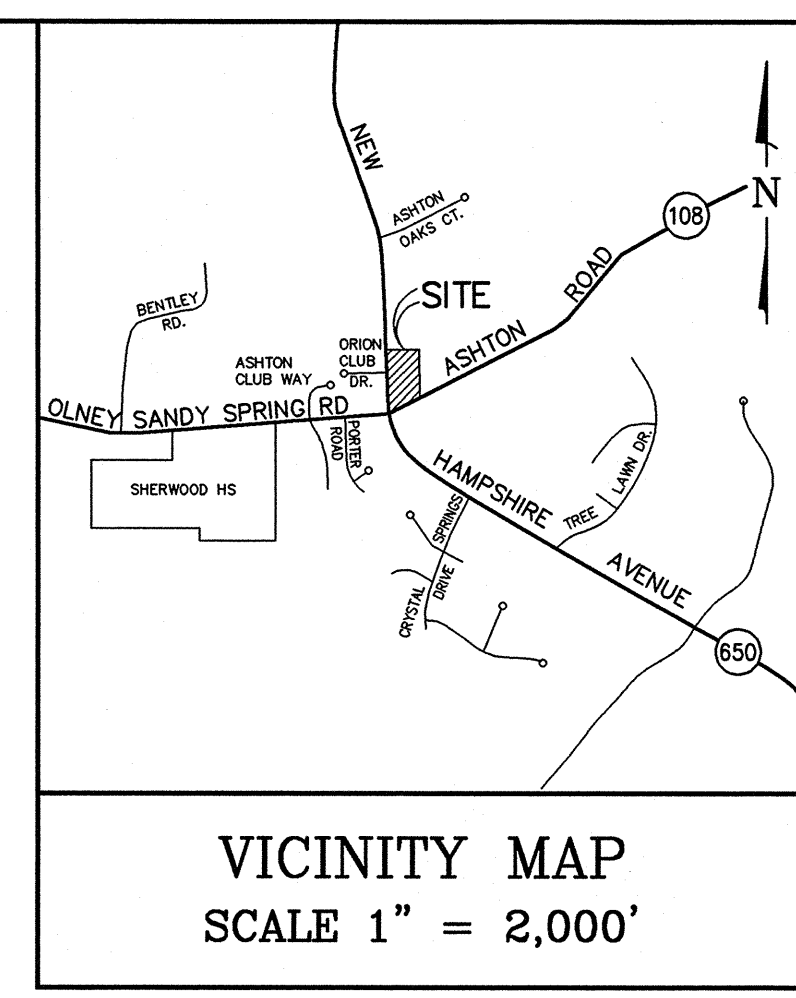 NEW
ASHTON
OAKS CT.
108
N
BENTLEY
RD.
SITE
ROAD
ASHTON
ORION
CLUB
DR.
ASHTON
CLUB WAY
OLNEY SANDY SPRING RD
PORTER
ROAD
SHERWOOD HS
HAMPSHIRE
AVENUE
TREE LAWN DR.
CRYSTAL SPRINGS
DRIVE
650
VICINITY MAP
SCALE 1" = 2,000'